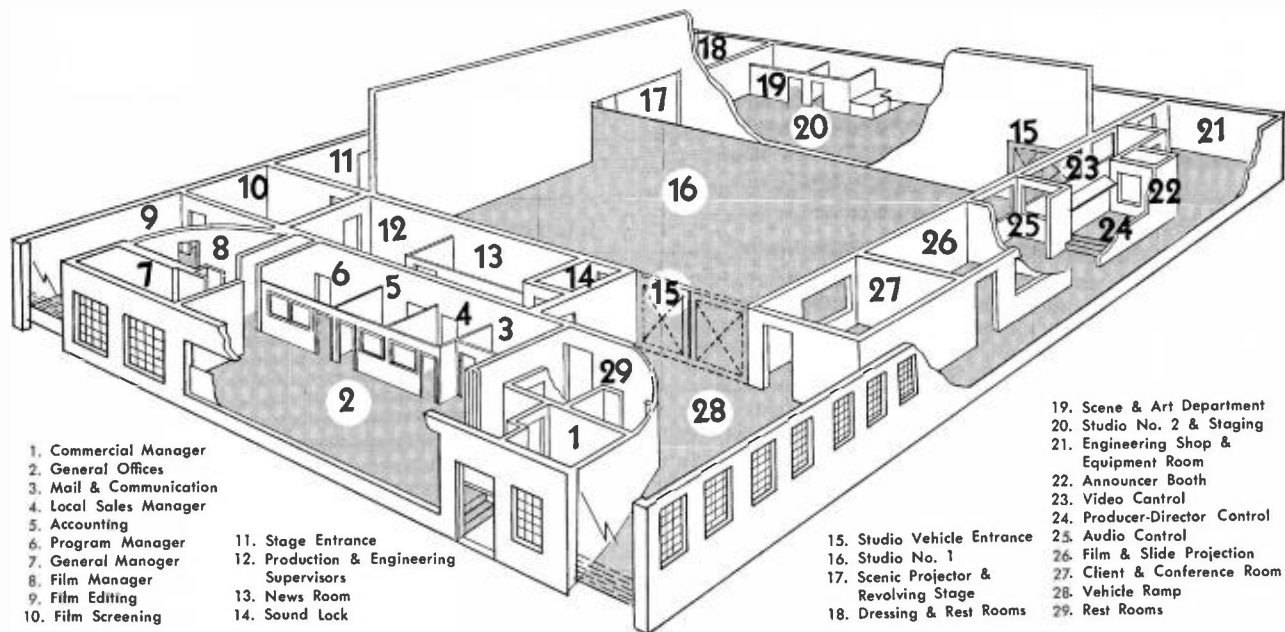 18
19
17
20
15
21
11
23
16
22
10
25
24
9
12
26
8
13
14
7
6
5
15
27
4
3
29
2
28
1
1. Commercial Manager
2. General Offices
3. Mail & Communication
4. Local Sales Manager
5. Accounting
6. Program Manager
7. General Manoger
8. Film Manager
9. Film Editing
10. Film Screening
11. Stage Entrance
12. Production & Engineering
Supervisors
13. News Room
14. Sound Lock
15. Studio Vehicle Entrance
16. Studio No. 1
17. Scenic Projector &
Revolving Stage
18. Dressing & Rest Rooms
19. Scene & Art Department
20. Studio No. 2 & Staging
21. Engineering Shop &
Equipment Room
22. Announcer Booth
23. Video Cantrol
24. Producer-Director Control
25. Audio Control
26. Film & Slide Projection
27. Client & Conference Room
28. Vehicle Ramp
29. Rest Rooms